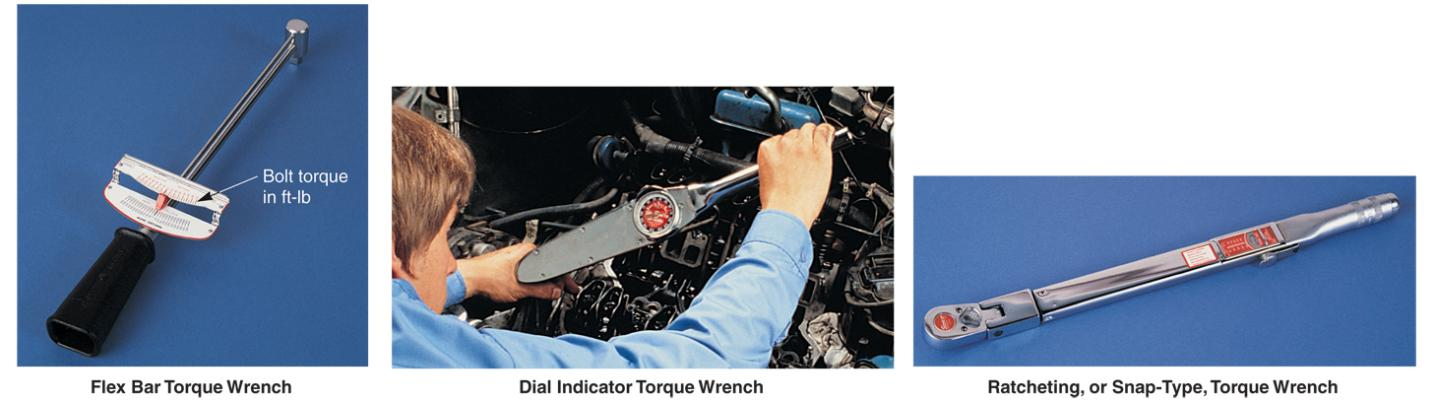 Bolt torque
in ft-lb
Flex Bar Torque Wrench
Dial Indicator Torque Wrench
Ratcheting, or Snap-Type, Torque Wrench